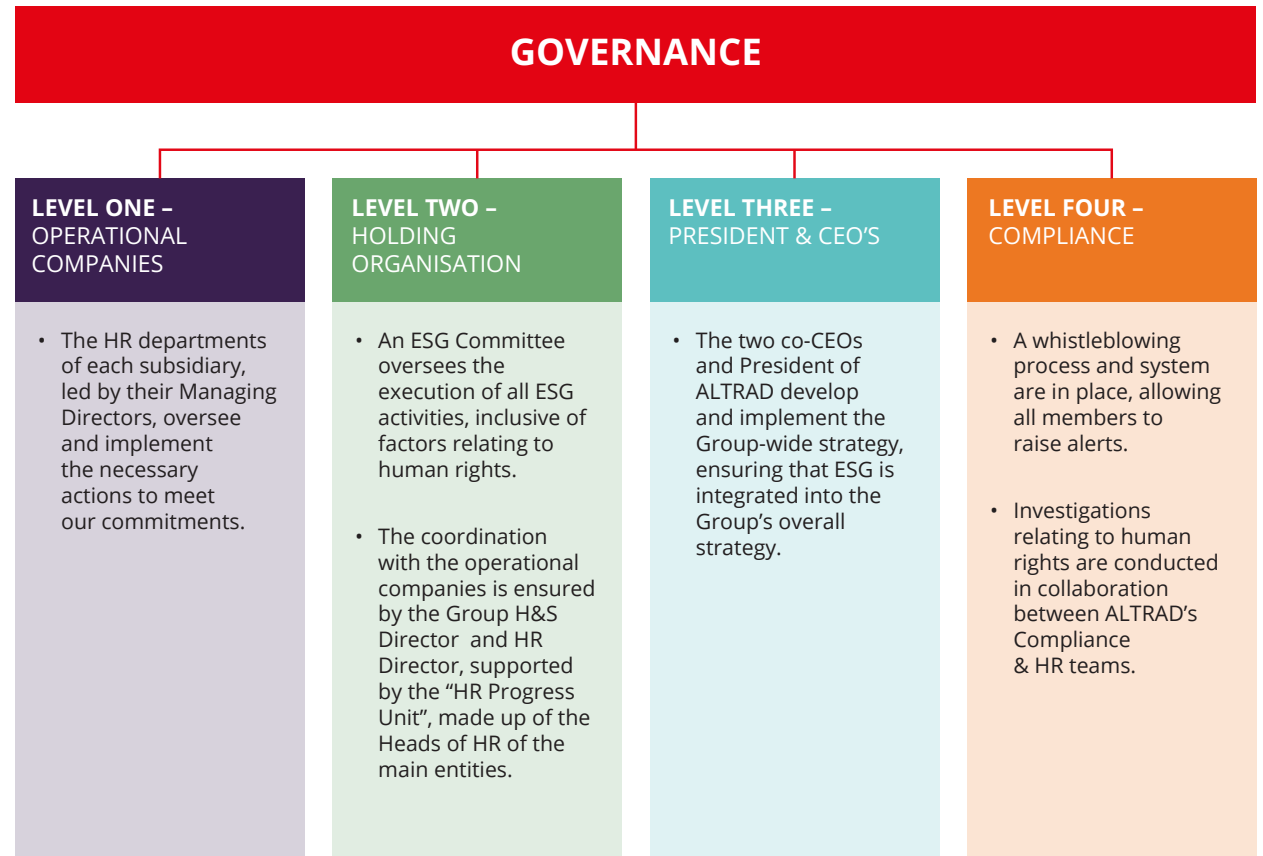 GOVERNANCE
LEVEL ONE –
OPERATIONAL
COMPANIES
• The HR departments
of each subsidiary,
led by their Managing
Directors, oversee
and implement
the necessary
actions to meet
our commitments.
LEVEL TWO –
HOLDING
ORGANISATION
• An ESG Committee
oversees the
execution of all ESG
activities, inclusive of
factors relating to
human rights.
• The coordination
with the operational
companies is ensured
by the Group H&S
Director  and HR
Director, supported
by the “HR Progress
Unit”, made up of the
Heads of HR of the
main entities.
LEVEL THREE –
PRESIDENT & CEO’S
• The two co-CEOs
and President of
ALTRAD develop
and implement the
Group-wide strategy,
ensuring that ESG is
integrated into the
Group’s overall
strategy.
LEVEL FOUR –
COMPLIANCE
• A whistleblowing
process and system
are in place, allowing
all members to
raise alerts.
• Investigations
relating to human
rights are conducted
in collaboration
between ALTRAD’s
Compliance
& HR teams.